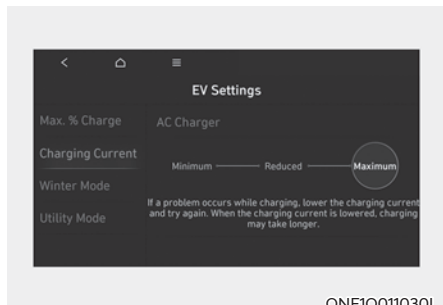 EV Settings
Max. % Charge
AC Charger
Charging Current
Minimum
Reduced
Maximum
Winter Mode
If a problem occurs while charging, lower the charging current
and try again. When the charging current is lowered, charging
may take longer.
Utility Mode
ONE1Q011030L